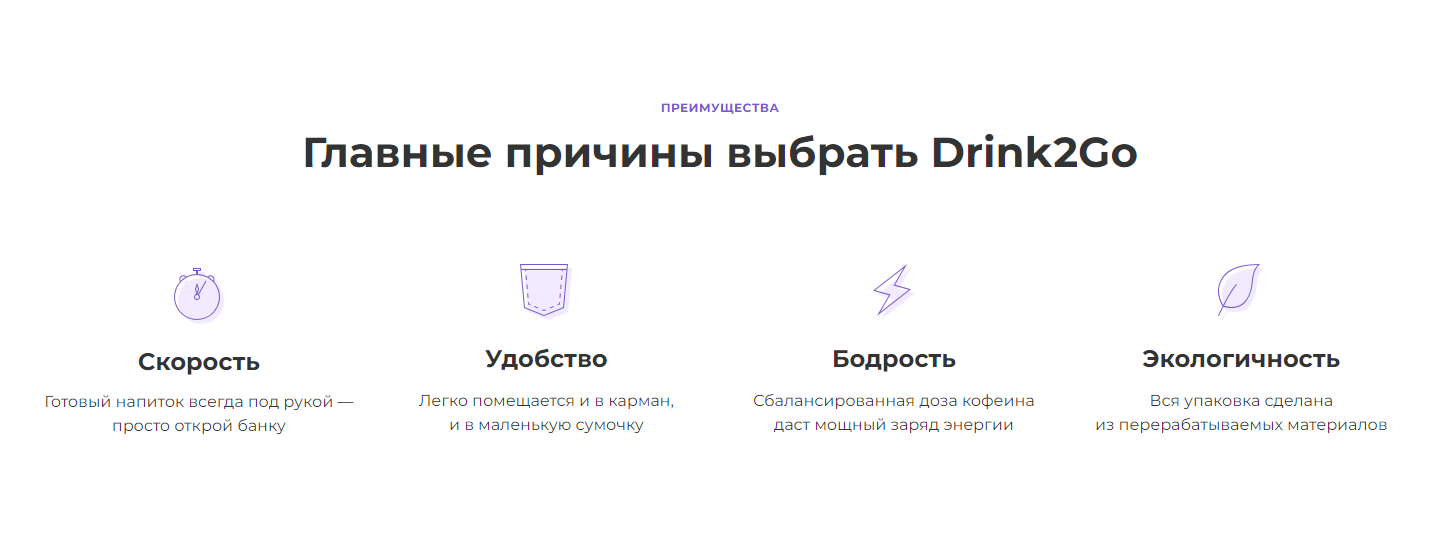 ПРЕИМУЩЕСТВА
Главные причины выбрать Drink2Go
Скорость
Готовый напиток всегда под рукой —
просто открой банку
Удобство
Легко помещается и в карман,
и в маленькую сумочку
Бодрость
Сбалансированная доза кофеина
даст мощный заряд энергии
Экологичность
Вся упаковка сделана
из перерабатываемых материалов